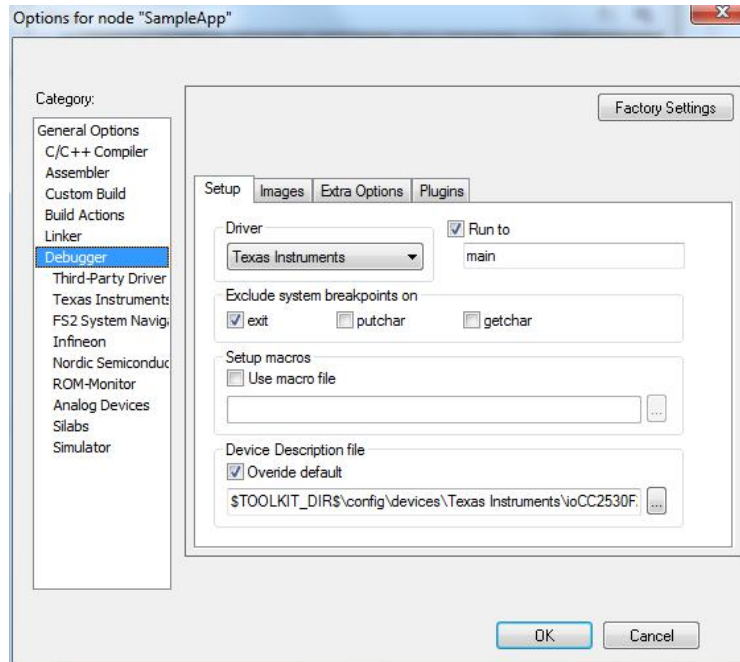 Options for node "SampleApp"
Category:
General Options
C/C++ Compiler
Assembler
Custom Build
Build Actions
Linker
Debugger
Third-Party Driver
Texas Instruments
FS2 System Naviga
Infineon
Nordic Semiconduc
ROM-Monitor
Analog Devices
Silabs
Simulator
Factory Settings
Setup Images Extra Options Plugins
Driver
Texas Instruments
Run to
main
Exclude system breakpoints on
exit putchar getchar
Setup macros
Use macro file
...
Device Description file
Overide default
$TOOLKIT_DIR$\config\devices\Texas Instruments\ioCC2530F. ...
OK Cancel